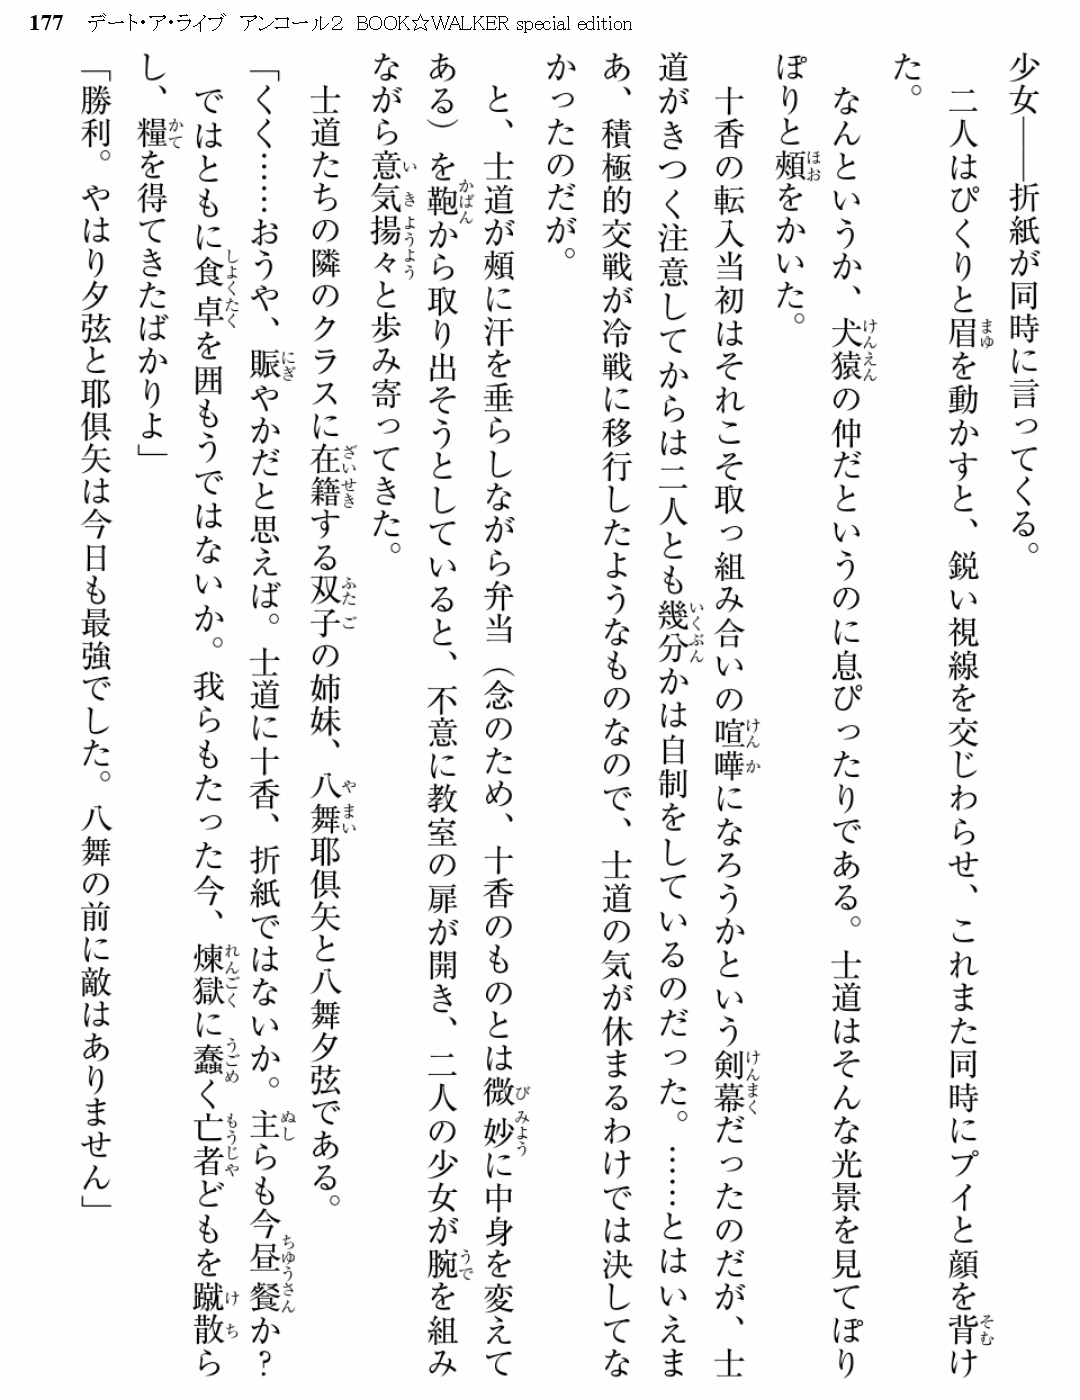 177 デート・ア・ライブ アンコール2 BOOK☆WALKER special edition
少女――折紙が同時に言ってくる。
二人はぴくりと眉を動かすと、鋭い視線を交じわらせ、これまた同時にプイと顔を背け
た。
なんというか、犬猿の仲だというのに息ぴったりである。士道はそんな光景を見てぽり
ぽりと頰をかいた。
十香の転入当初はそれこそ取っ組み合いの喧嘩になろうかという剣幕だったのだが、士
道がきつく注意してからは二人とも幾分かは自制をしているのだった。……とはいえま
あ、積極的交戦が冷戦に移行したようなものなので、士道の気が休まるわけでは決してな
かったのだが。
と、士道が頰に汗を垂らしながら弁当（念のため、十香のものとは微妙に中身を変えて
ある）を鞄から取り出そうとしていると、不意に教室の扉が開き、二人の少女が腕を組み
ながら意気揚々と歩み寄ってきた。
士道たちの隣のクラスに在籍する双子の姉妹、八舞耶倶矢と八舞夕弦である。
「くく……おうや、賑やかだと思えば。士道に十香、折紙ではないか。主らも今昼餐か?
ではともに食卓を囲もうではないか。我らもたった今、煉獄に蠢く亡者どもを蹴散ら
し、糧を得てきたばかりよ」
「勝利。やはり夕弦と耶倶矢は今日も最強でした。八舞の前に敵はありません」